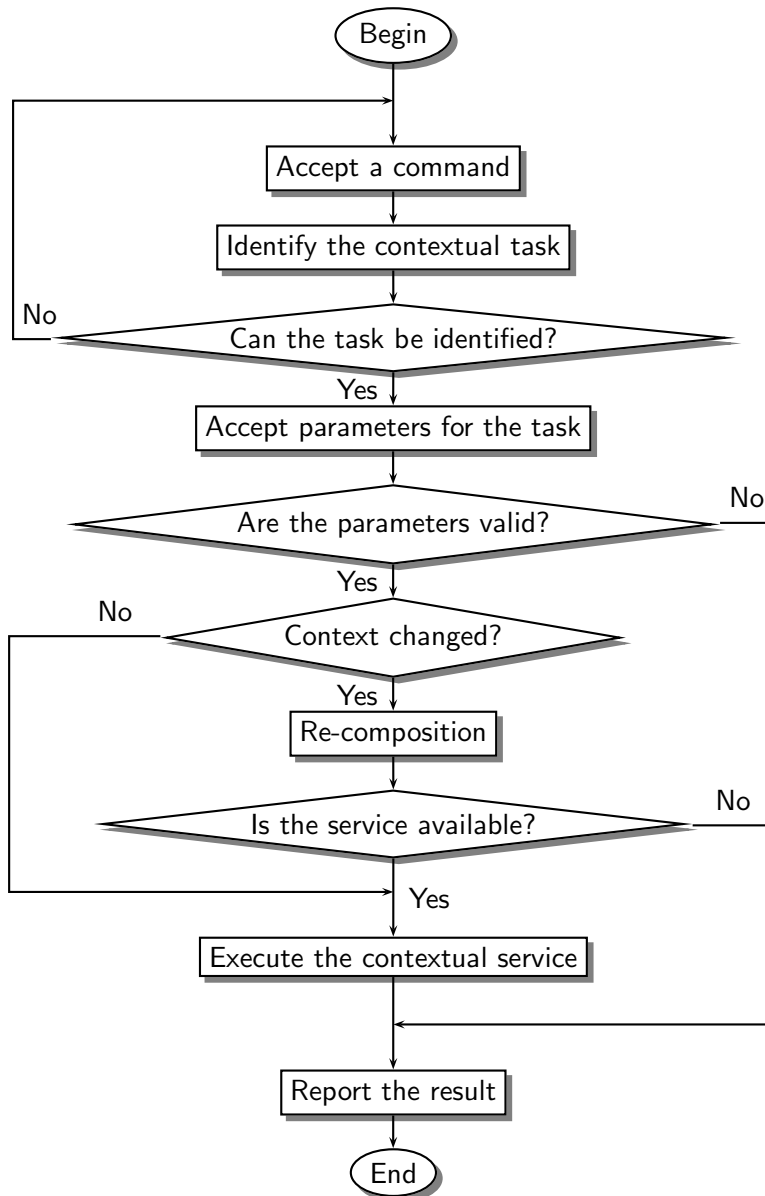 Begin
Accept a command
Identify the contextual task
No
Can the task be identified?
Yes
Accept parameters for the task
No
Are the parameters valid?
Yes
No
Context changed?
Yes
Re-composition
No
Is the service available?
Yes
Execute the contextual service
Report the result
End